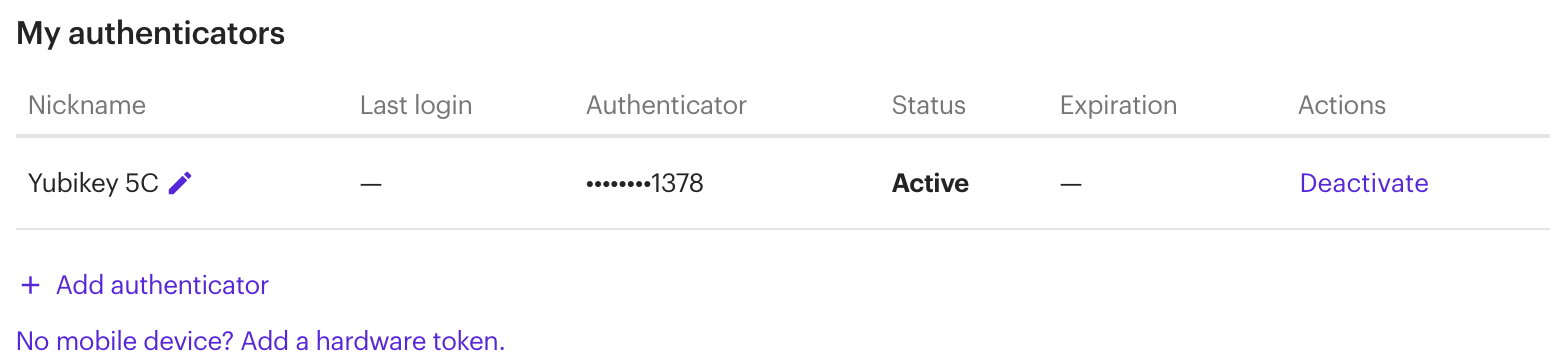 My authenticators
Nickname Last login Authenticator Status Expiration Actions
Yubikey 5C — ••••••••1378 Active — Deactivate
+ Add authenticator
No mobile device? Add a hardware token.